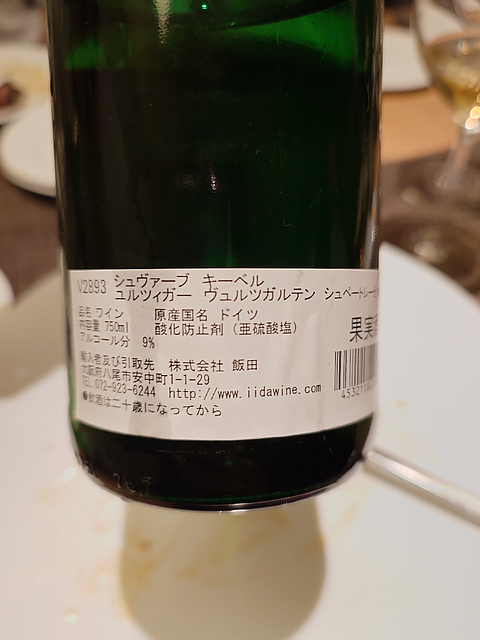 V2893 シュヴァーブ キーベル
ユルツィガー ヴュルツガルテン シュペートレーゼ
品名 ワイン 原産国名 ドイツ
内容量 750ml 酸化防止剤(亜硫酸塩)
アルコール分 9%
果実
輸入者及び引取先 株式会社 飯田
大阪府八尾市安中町1-1-29
TEL.072-923-6244 http://www.iidawine.com
●飲酒は二十歳になってから